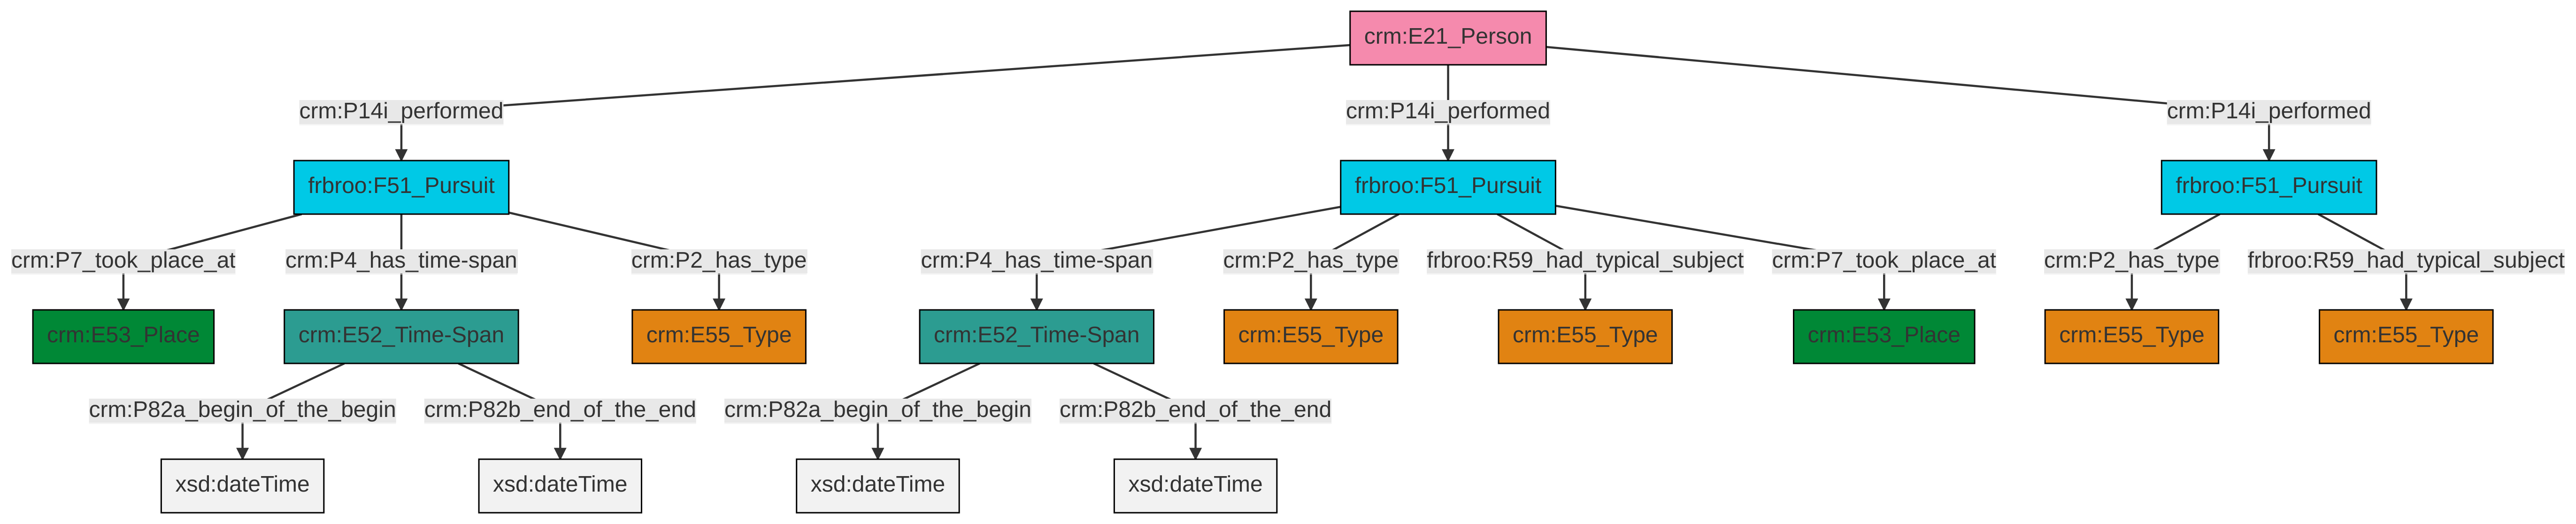 crm:E21_Person
crm:P14i_performed
crm:P14i_performed
crm:P14i_performed
frbroo:F51_Pursuit
frbroo:F51_Pursuit
frbroo:F51_Pursuit
crm:P7_took_place_at
crm:P4_has_time-span
crm:P2_has_type
crm:P4_has_time-span
crm:P2_has_type
frbroo:R59_had_typical_subject
crm:P7_took_place_at
crm:P2_has_type
frbroo:R59_had_typical_subject
crm:E53_Place
crm:E52_Time-Span
crm:E55_Type
crm:E52_Time-Span
crm:E55_Type
crm:E55_Type
crm:E53_Place
crm:E55_Type
crm:E55_Type
crm:P82a_begin_of_the_begin
crm:P82b_end_of_the_end
crm:P82a_begin_of_the_begin
crm:P82b_end_of_the_end
xsd:dateTime
xsd:dateTime
xsd:dateTime
xsd:dateTime